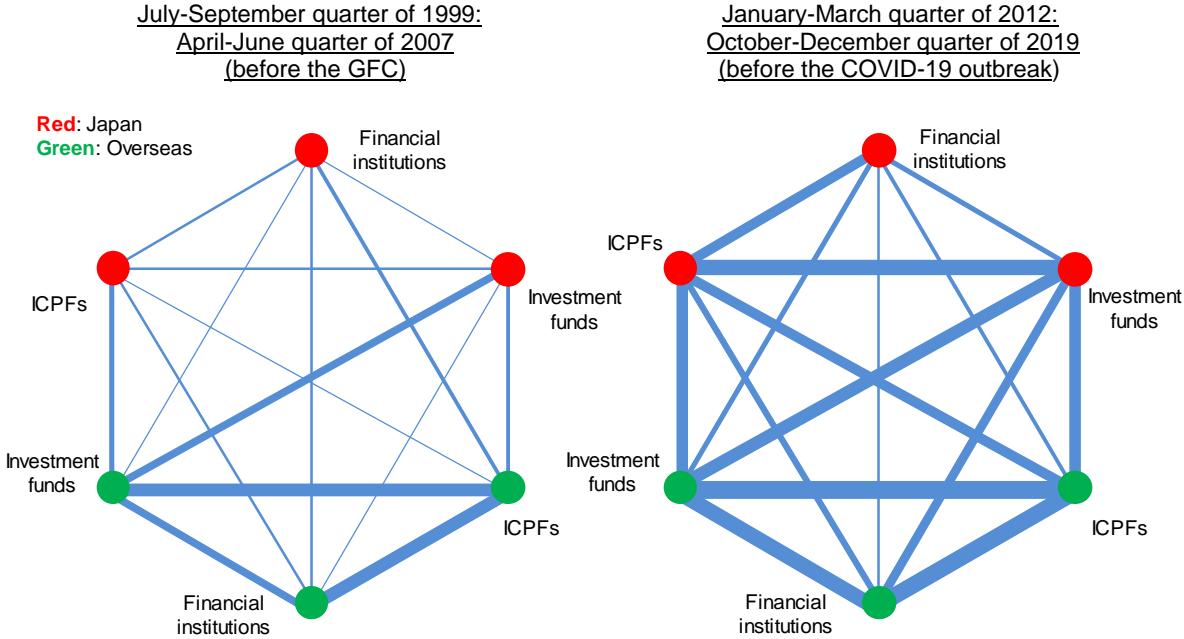 July-September quarter of 1999:
April-June quarter of 2007
(before the GFC)
Red: Japan
Green: Overseas
Financial
institutions
ICPFs
Investment
funds
Investment
funds
ICPFs
Financial
institutions
January-March quarter of 2012:
October-December quarter of 2019
(before the COVID-19 outbreak)
Financial
institutions
ICPFs
Investment
funds
Investment
funds
ICPFs
Financial
institutions